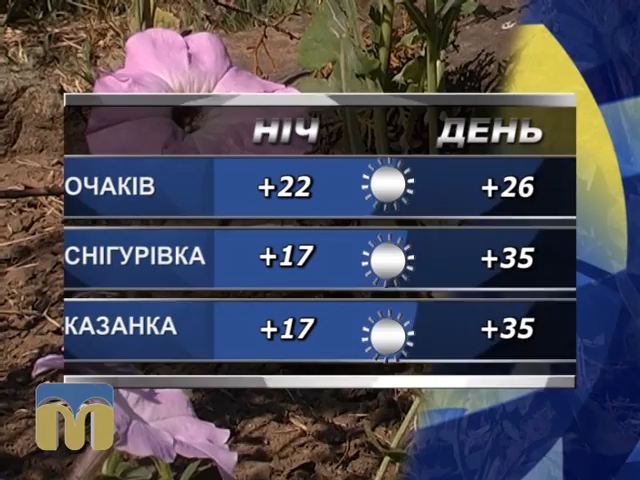 НІЧ ДЕНЬ
ОЧАКІВ +22 +26
СНІГУРІВКА +17 +35
КАЗАНКА +17 +35
М